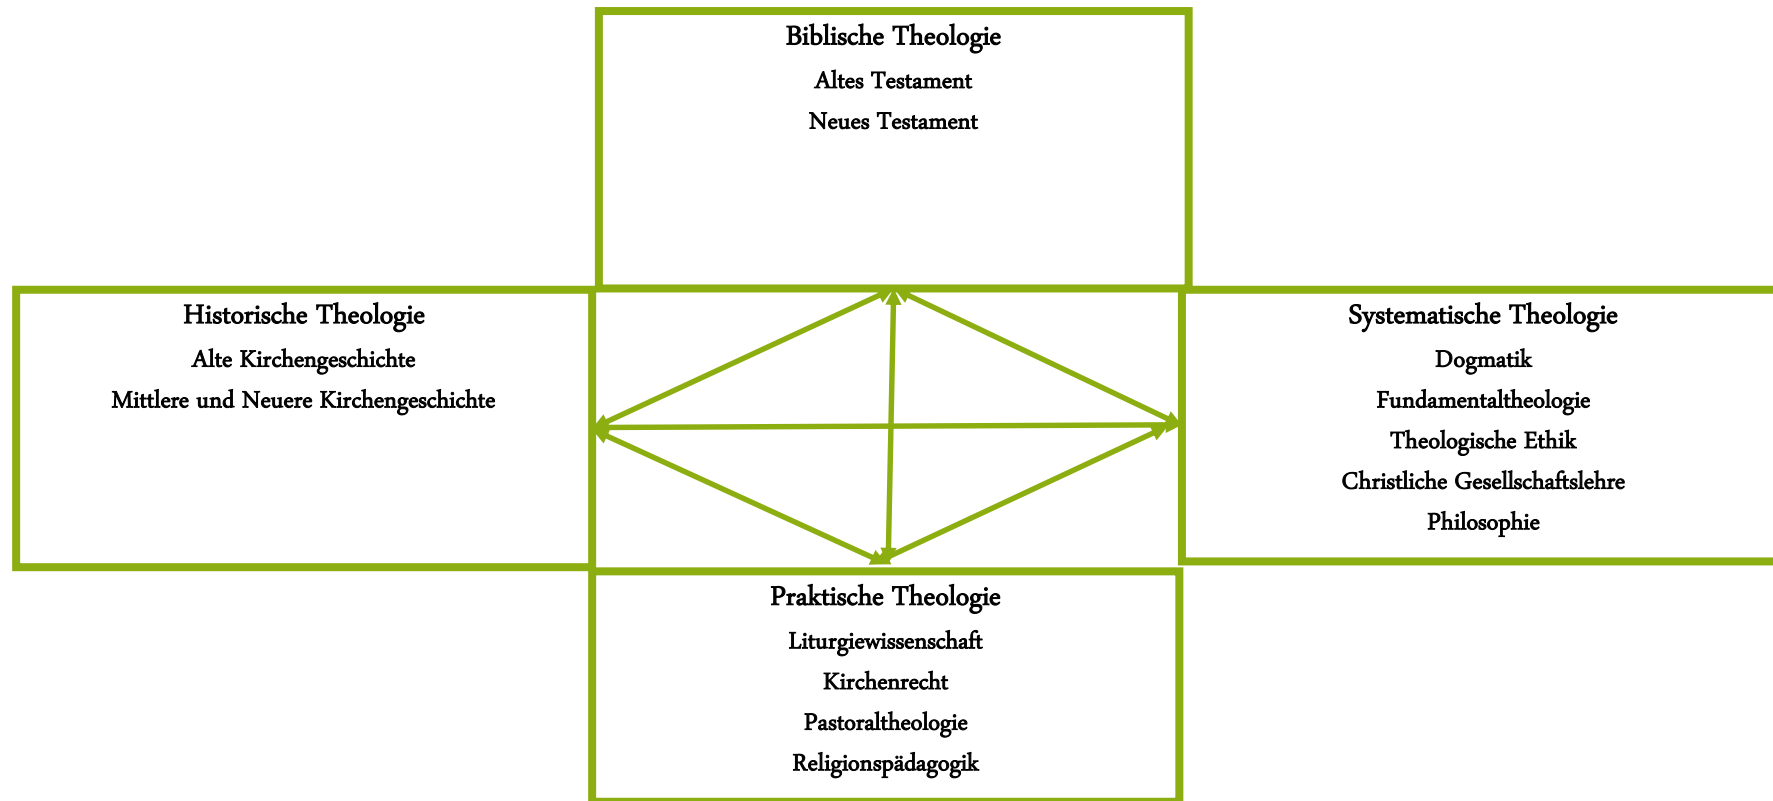 Biblische Theologie
Altes Testament
Neues Testament
Historische Theologie
Alte Kirchengeschichte
Mittlere und Neuere Kirchengeschichte
Systematische Theologie
Dogmatik
Fundamentaltheologie
Theologische Ethik
Christliche Gesellschaftslehre
Philosophie
Praktische Theologie
Liturgiewissenschaft
Kirchenrecht
Pastoraltheologie
Religionspädagogik